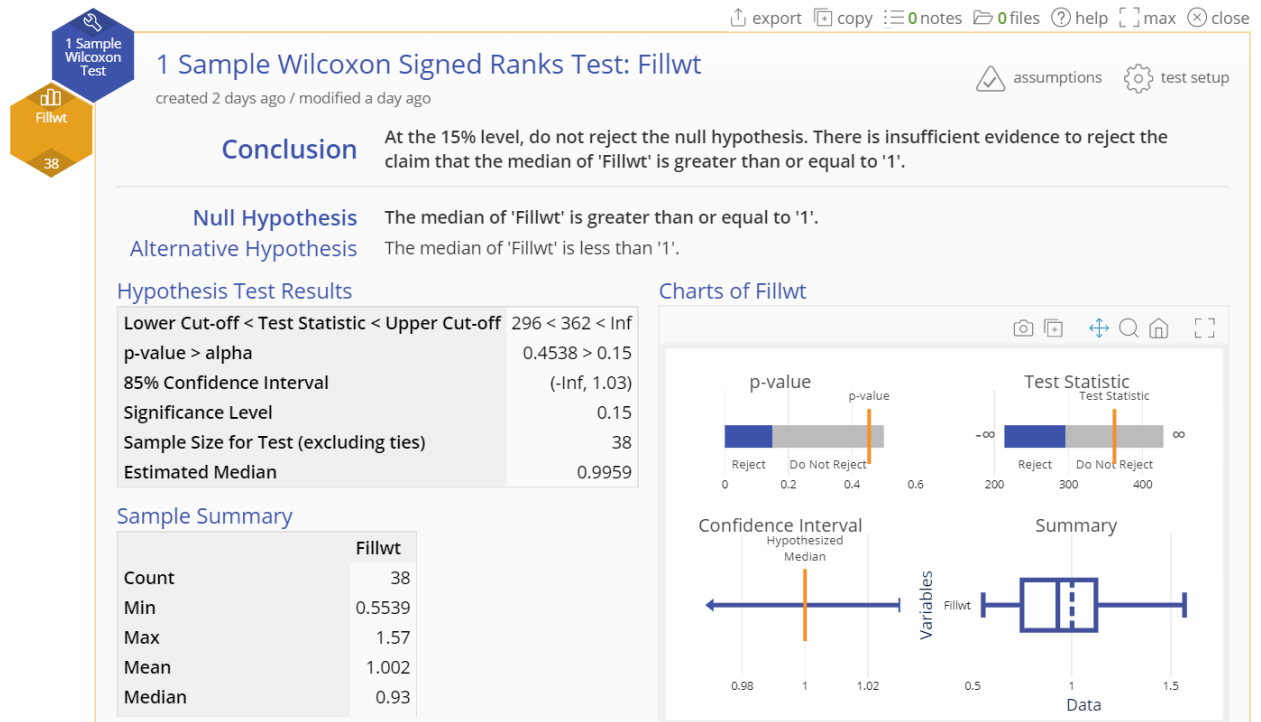 export copy 0 notes 0 files help max close
1 Sample
Wilcoxon
Test
Fillwt
38
1 Sample Wilcoxon Signed Ranks Test: Fillwt
created 2 days ago / modified a day ago
assumptions test setup
Conclusion
At the 15% level, do not reject the null hypothesis. There is insufficient evidence to reject the
claim that the median of 'Fillwt' is greater than or equal to '1'.
Null Hypothesis The median of 'Fillwt' is greater than or equal to '1'.
Alternative Hypothesis The median of 'Fillwt' is less than '1'.
Hypothesis Test Results
Lower Cut-off < Test Statistic < Upper Cut-off 296 < 362 < Inf
p-value > alpha 0.4538 > 0.15
85% Confidence Interval (-Inf, 1.03)
Significance Level 0.15
Sample Size for Test (excluding ties) 38
Estimated Median 0.9959
Sample Summary
Fillwt
Count 38
Min 0.5539
Max 1.57
Mean 1.002
Median 0.93
Charts of Fillwt
p-value
p-value
Reject Do Not Reject
0 0.2 0.4 0.6
Test Statistic
Test Statistic
-∞ ∞
Reject Do Not Reject
200 300 400
Confidence Interval
Hypothesized
Median
0.98 1 1.02
Summary
Variables
Fillwt
0.5 1 1.5
Data